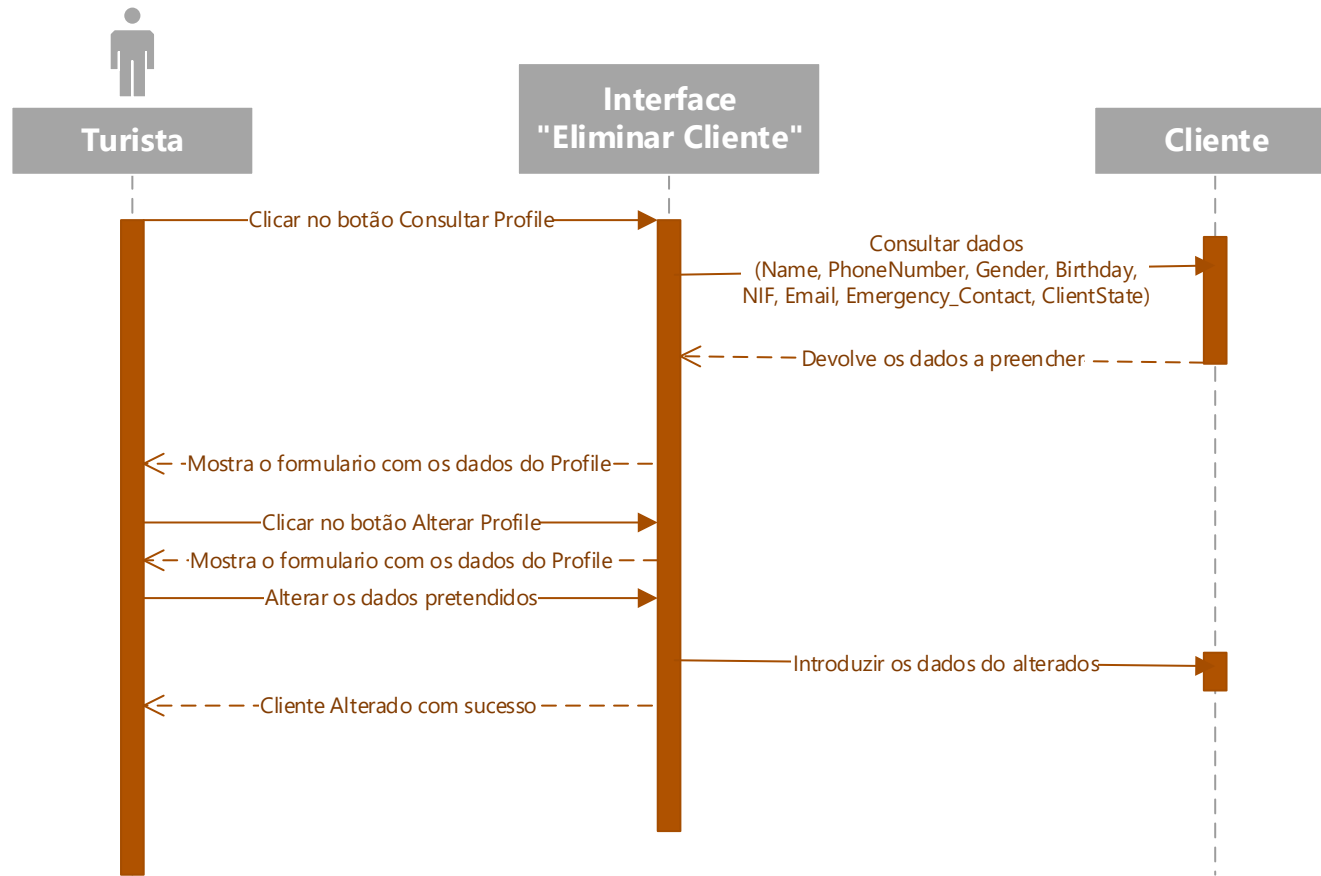 Turista
Interface
"Eliminar Cliente"
Cliente
Clicar no botão Consultar Profile
Consultar dados
(Name, PhoneNumber, Gender, Birthday,
NIF, Email, Emergency_Contact, ClientState)
Devolve os dados a preencher
Mostra o formulario com os dados do Profile
Clicar no botão Alterar Profile
Mostra o formulario com os dados do Profile
Alterar os dados pretendidos
Introduzir os dados do alterados
Cliente Alterado com sucesso